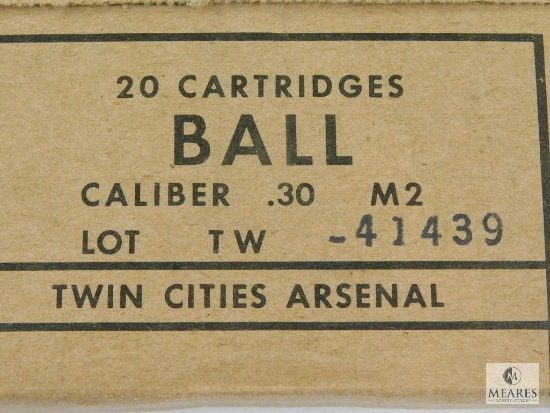 20 CARTRIDGES
BALL
CALIBER .30 M2
LOT TW -41439
TWIN CITIES ARSENAL
MEARES